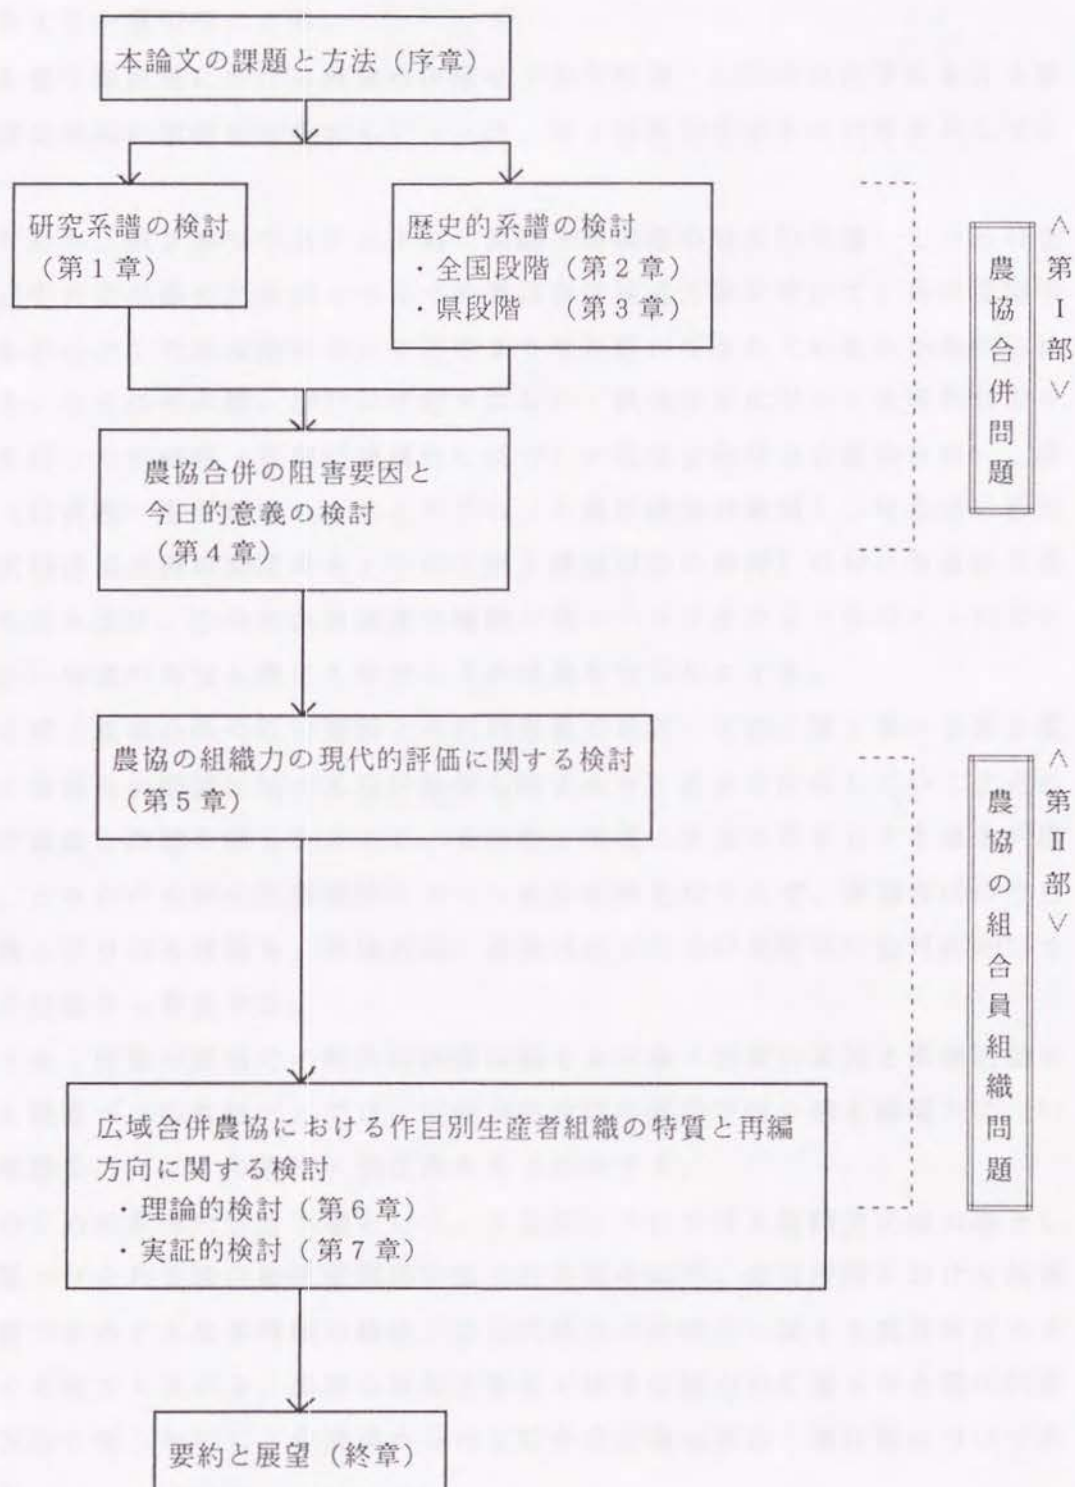 本論文の課題と方法（序章）
研究系譜の検討
（第１章）
歴史的系譜の検討
・全国段階（第２章）
・県段階　（第３章）
農協合併の阻害要因と
今日的意義の検討
（第４章）
＜第Ⅰ部＞
農協合併問題
農協の組織力の現代的評価に関する検討
（第５章）
広域合併農協における作目別生産者組織の特質と再編
方向に関する検討
・理論的検討（第６章）
・実証的検討（第７章）
＜第Ⅱ部＞
農協の組合員組織問題
要約と展望（終章）